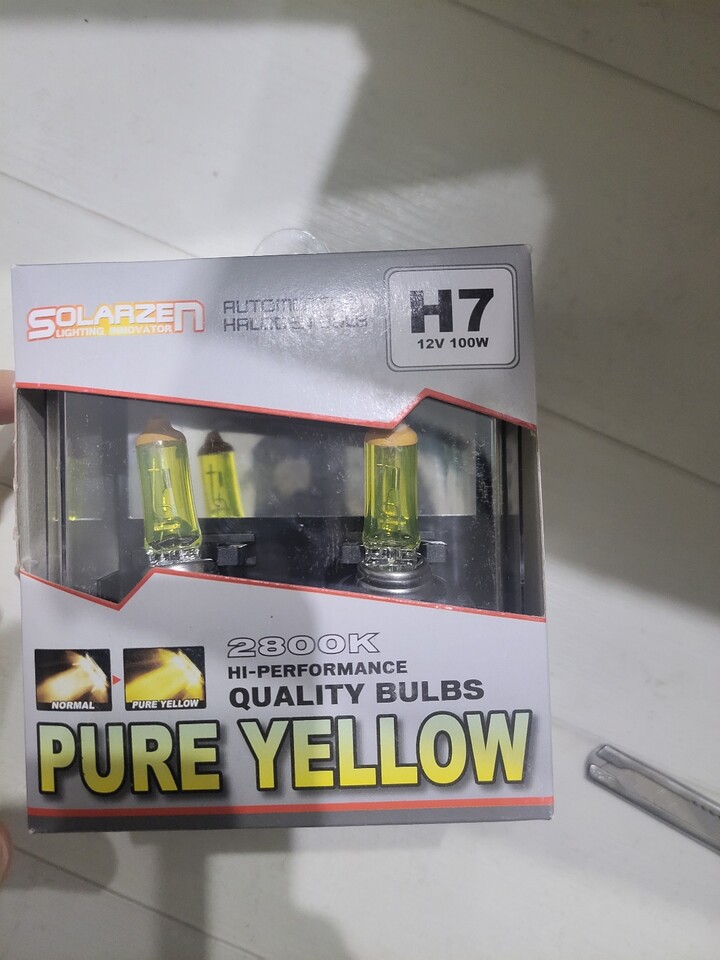 SOLARZEN
LIGHTING INNOVATOR
H7
12V 100W
2800K
HI-PERFORMANCE
QUALITY BULBS
NORMAL
PURE YELLOW
PURE YELLOW